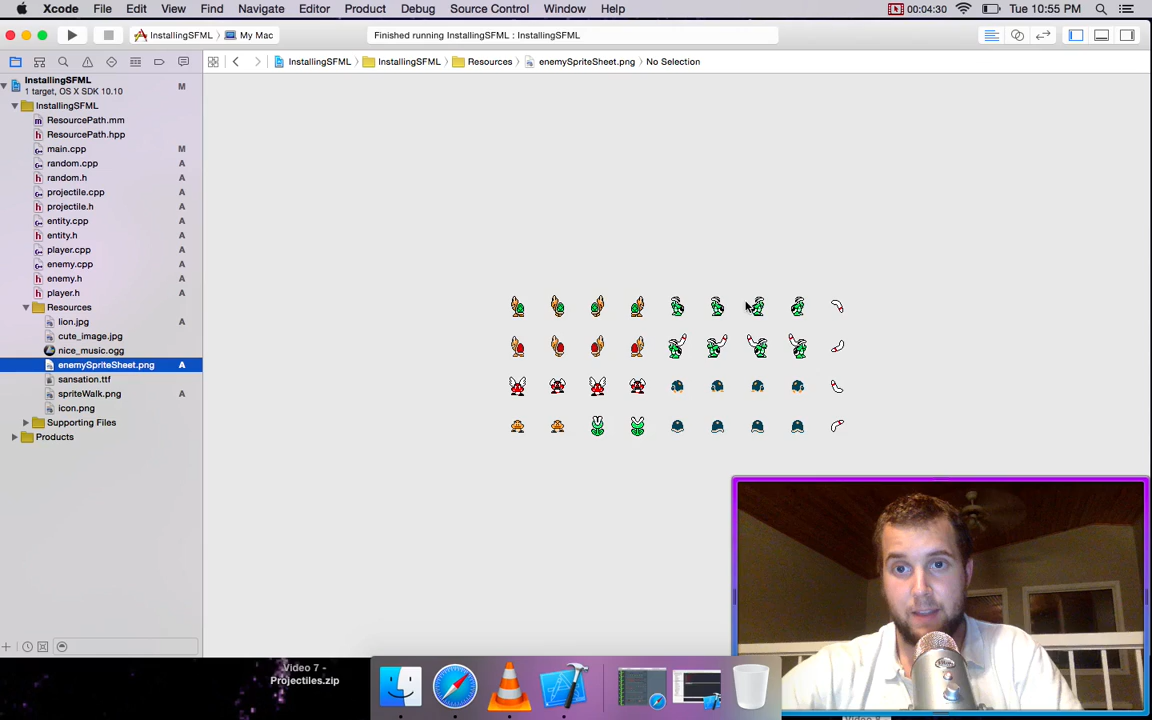 Xcode File Edit View Find Navigate Editor Product Debug Source Control Window Help 00:04:30 Tue 10:55 PM
InstallingSFML My Mac Finished running InstallingSFML : InstallingSFML
InstallingSFML InstallingSFML Resources enemySpriteSheet.png No Selection
InstallingSFML
1 target, OS X SDK 10.10 M
InstallingSFML
ResourcePath.mm
ResourcePath.hpp
main.cpp M
random.cpp A
random.h A
projectile.cpp A
projectile.h A
entity.cpp A
entity.h A
player.cpp A
enemy.cpp A
enemy.h A
player.h A
Resources
lion.jpg A
cute_image.jpg
nice_music.ogg
enemySpriteSheet.png A
sansation.ttf
spriteWalk.png A
icon.png
Supporting Files
Products
Video 7 -
Projectiles.zip